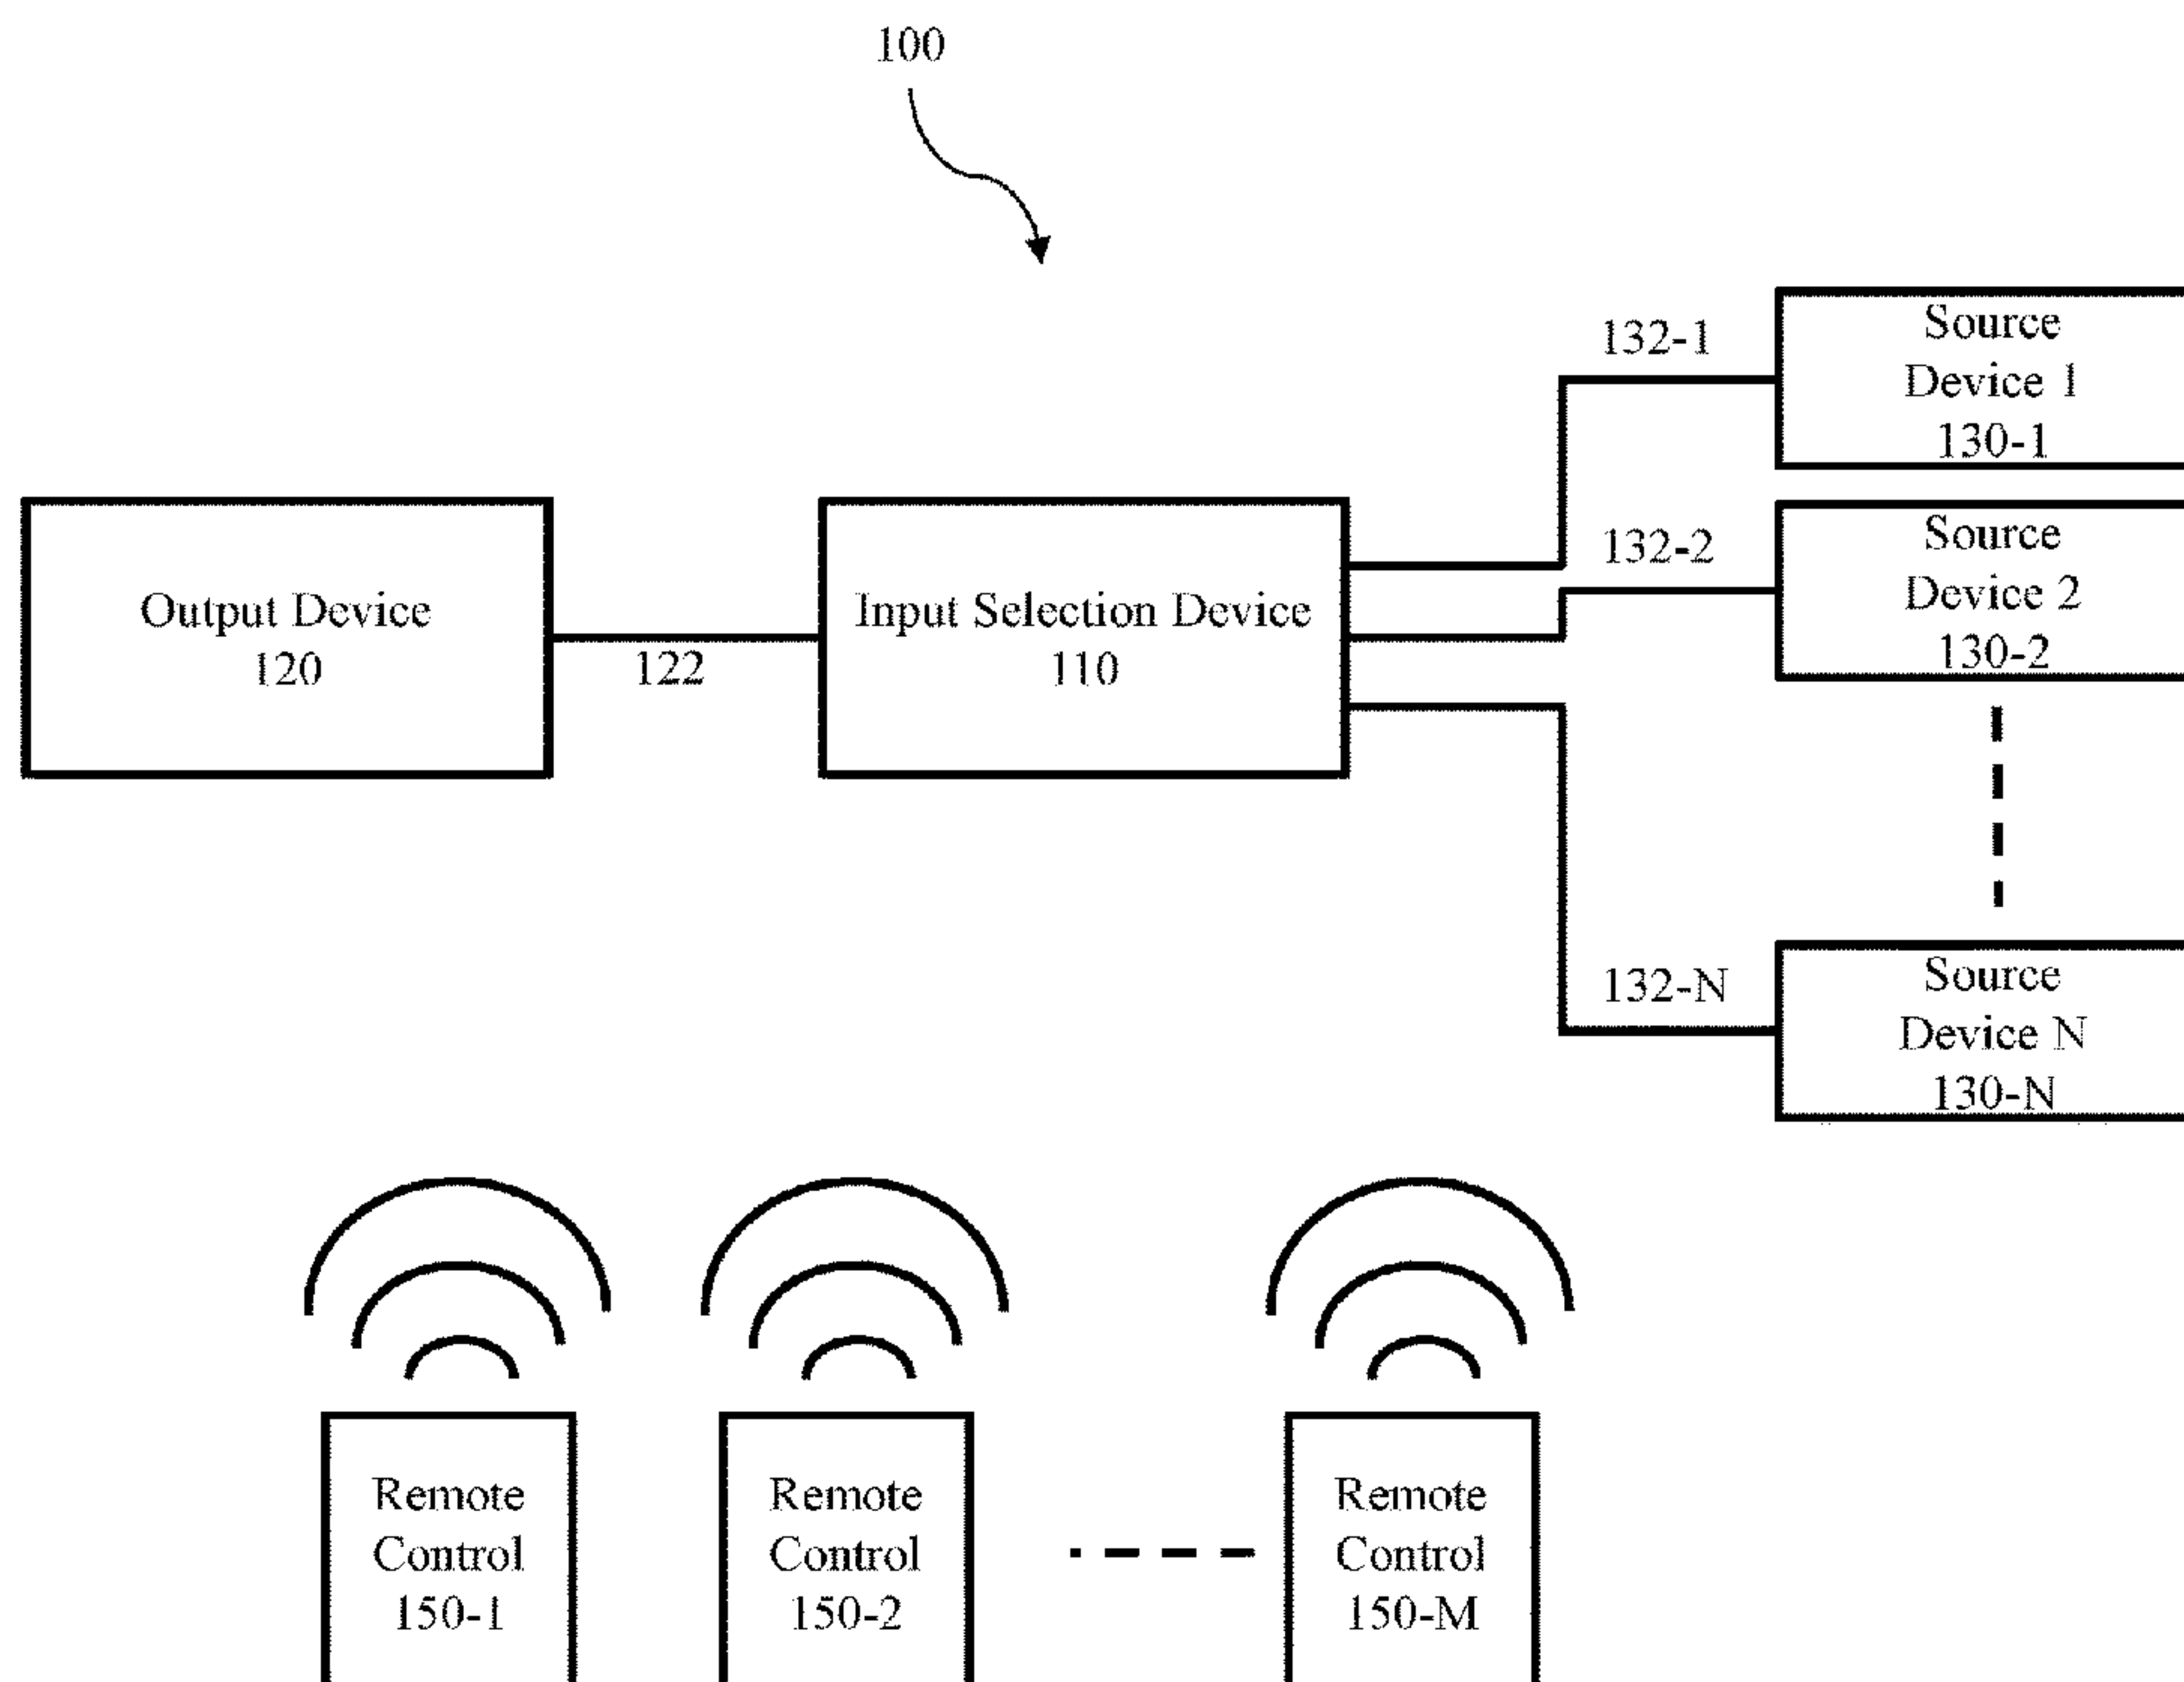 100
132-1
Source
Device 1
130-1
132-2
Source
Device 2
130-2
Output Device
120
122
Input Selection Device
110
132-N
Source
Device N
130-N
Remote
Control
150-1
Remote
Control
150-2
Remote
Control
150-M